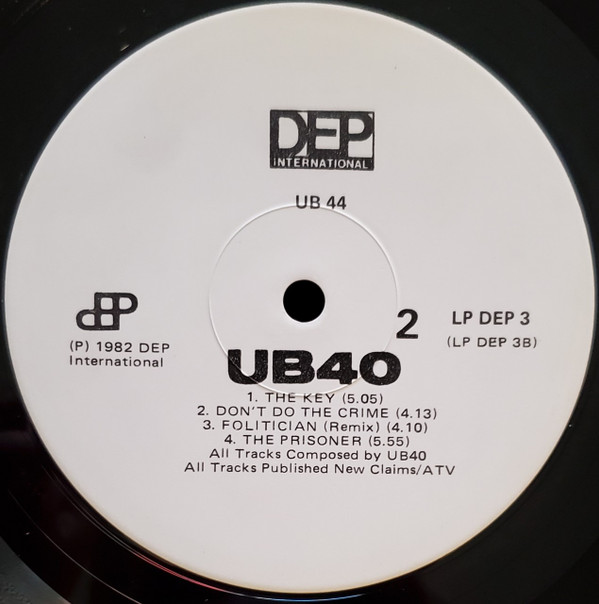 DEP
INTERNATIONAL
UB 44
dEP
(P) 1982 DEP
International
2
LP DEP 3
(LP DEP 3B)
UB40
1. THE KEY (5.05)
2. DON'T DO THE CRIME (4.13)
3. FOLITICIAN (Remix) (4.10)
4. THE PRISONER (5.55)
All Tracks Composed by UB40
All Tracks Published New Claims/ATV